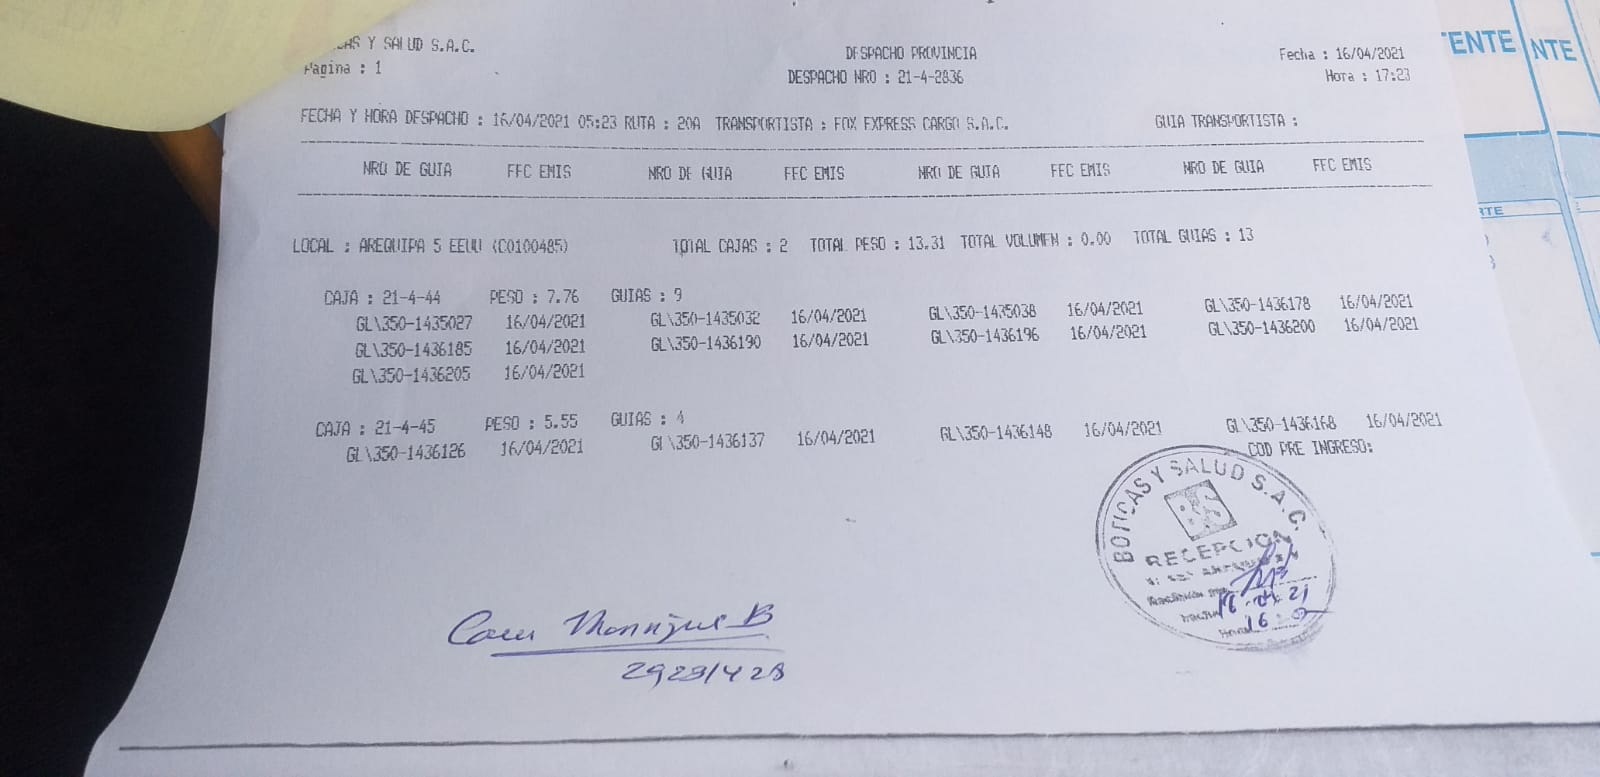 CAS Y SALUD S.A.C.
Pagina : 1
DESPACHO PROVINCIA
DESPACHO NRO : 21-4-2836
Fecha : 16/04/2021
Hora : 17:23
FECHA Y HORA DESPACHO : 16/04/2021 05:23 RUTA : 20A TRANSPORTISTA : FOX EXPRESS CARGO S.A.C. GUIA TRANSPORTISTA :
NRO DE GUIA FFC EMIS NRO DE GUIA FFC EMIS NRO DE GUIA FFC EMIS NRO DE GUIA FFC EMIS
LOCAL : AREQUIPA 5 EEUU (C0100485) TOTAL CAJAS : 2 TOTAL PESO : 13.31 TOTAL VOLUMEN : 0.00 TOTAL GUIAS : 13
CAJA : 21-4-44 PESO : 7.76 GUIAS : 9
GL\350-1435027 16/04/2021 GL\350-1435032 16/04/2021 GL\350-1435038 16/04/2021 GL\350-1436178 16/04/2021
GL\350-1436185 16/04/2021 GL\350-1436190 16/04/2021 GL\350-1436196 16/04/2021 GL\350-1436200 16/04/2021
GL\350-1436205 16/04/2021
CAJA : 21-4-45 PESO : 5.55 GUIAS : 4
GL\350-1436126 16/04/2021 GL\350-1436137 16/04/2021 GL\350-1436148 16/04/2021 GL\350-1436168 16/04/2021
COD PRE INGRESO:
BOTICAS Y SALUD S.A.C.
BS
RECEPCION
21
16
B
TENTE
NTE
RTE